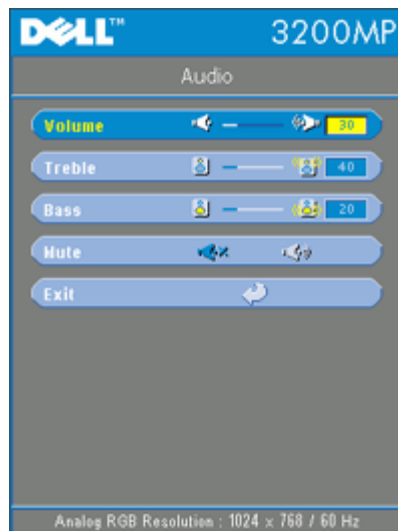 DELL™ 3200MP
Audio
Volume 30
Treble 40
Bass 20
Mute
Exit
Analog RGB Resolution : 1024 x 768 / 60 Hz